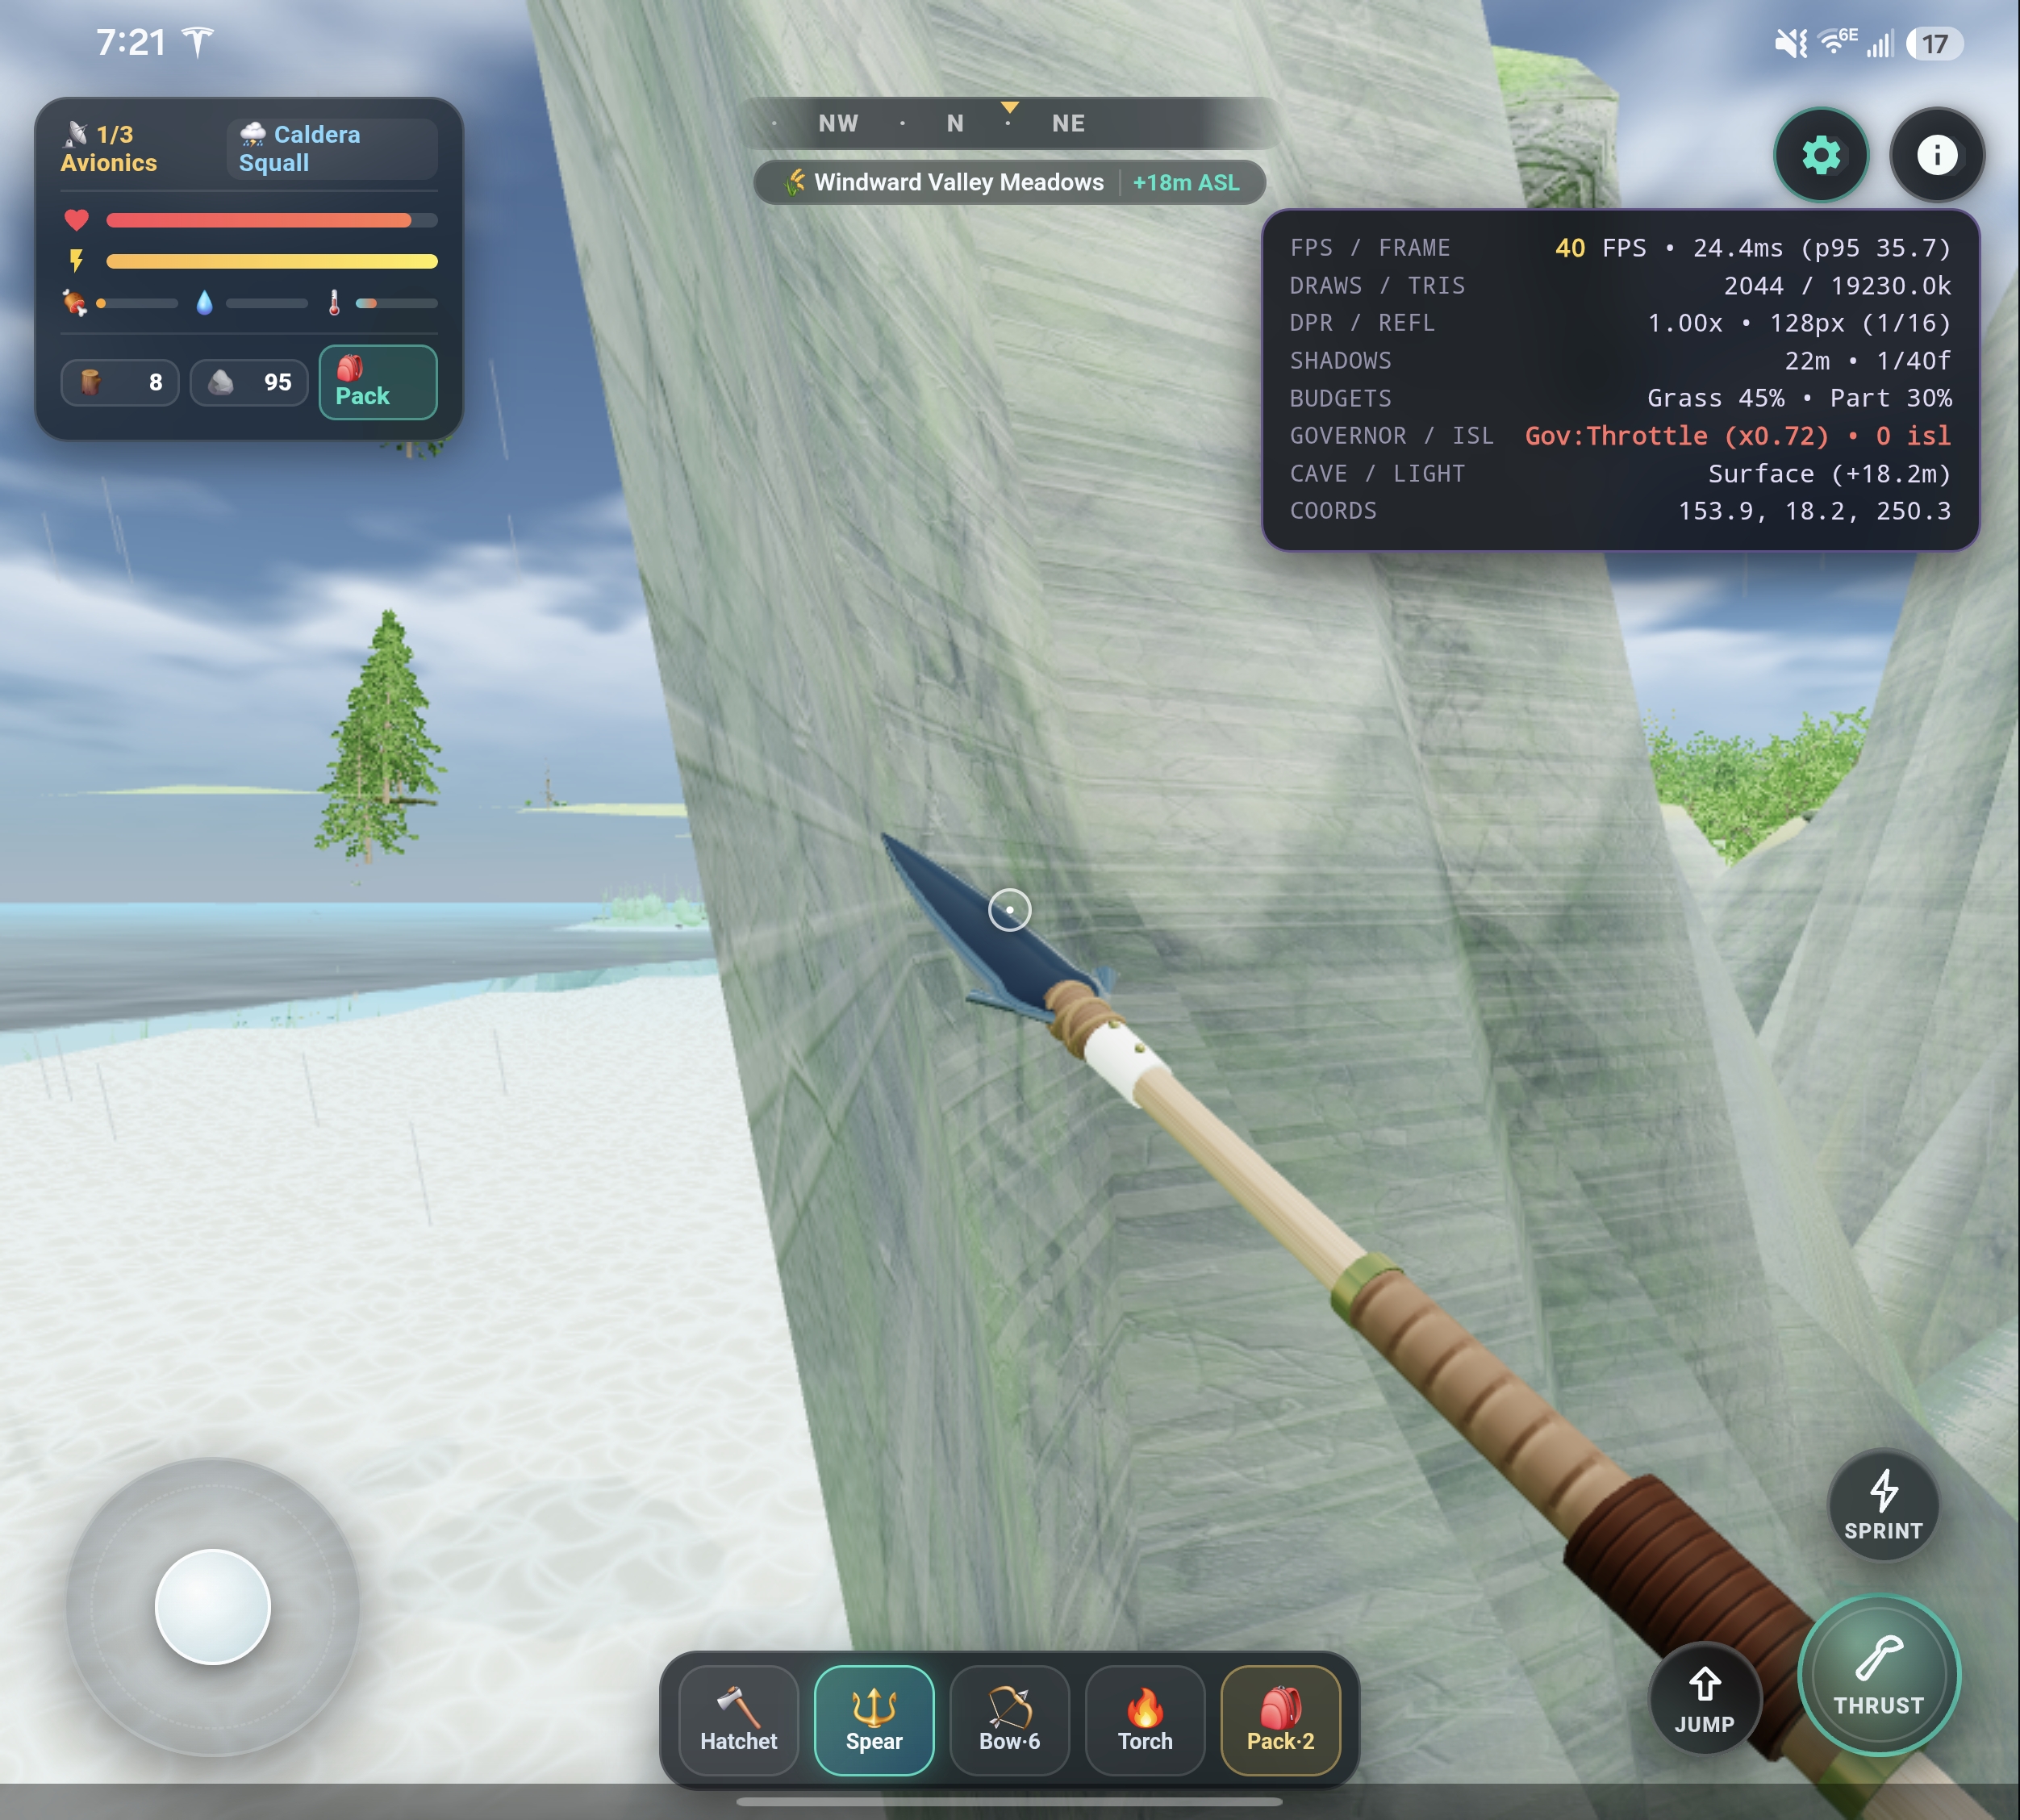 7:21
6E
17
1/3
Avionics
Caldera
Squall
NW · N · NE
Windward Valley Meadows
+18m ASL
FPS / FRAME 40 FPS • 24.4ms (p95 35.7)
DRAWS / TRIS 2044 / 19230.0k
DPR / REFL 1.00x • 128px (1/16)
SHADOWS 22m • 1/40f
BUDGETS Grass 45% • Part 30%
GOVERNOR / ISL Gov:Throttle (x0.72) • 0 isl
CAVE / LIGHT Surface (+18.2m)
COORDS 153.9, 18.2, 250.3
8
95
Pack
SPRINT
THRUST
JUMP
Hatchet
Spear
Bow·6
Torch
Pack·2